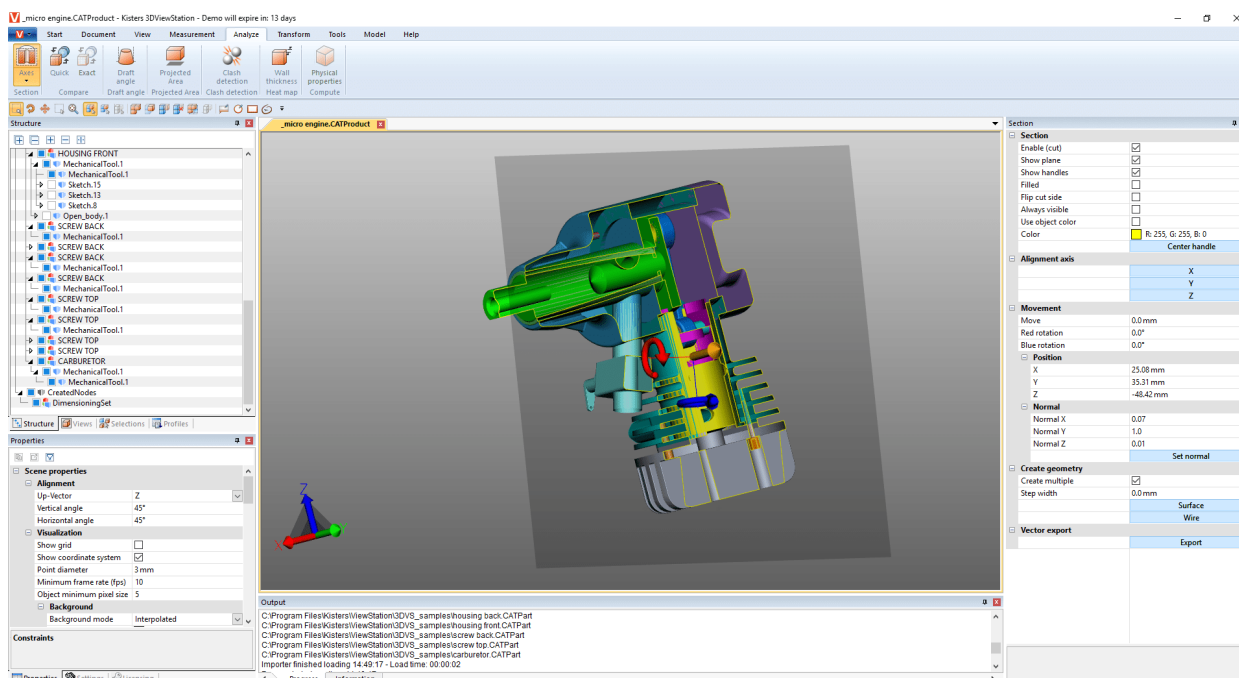 _micro engine.CATProduct - Kisters 3DViewStation - Demo will expire in: 13 days
Start Document View Measurement Analyze Transform Tools Model Help
Axes Quick Exact Draft angle Projected Area Clash detection Wall thickness Physical properties
Section Compare Draft angle Projected Area Clash detection Heat map Compute
Structure
HOUSING FRONT
MechanicalTool.1
MechanicalTool.1
Sketch.15
Sketch.13
Sketch.8
Open_body.1
SCREW BACK
MechanicalTool.1
SCREW BACK
SCREW BACK
MechanicalTool.1
SCREW BACK
MechanicalTool.1
SCREW TOP
MechanicalTool.1
SCREW TOP
MechanicalTool.1
SCREW TOP
SCREW TOP
CARBURETOR
MechanicalTool.1
MechanicalTool.1
CreatedNodes
DimensioningSet
Structure Views Selections Profiles
Properties
Scene properties
Alignment
Up-Vector Z
Vertical angle 45°
Horizontal angle 45°
Visualization
Show grid
Show coordinate system
Point diameter 3 mm
Minimum frame rate (fps) 10
Object minimum pixel size 5
Background
Background mode Interpolated
Constraints
_micro engine.CATProduct
Z
X
Output
C:\Program Files\Kisters\ViewStation\3DVS_samples\housing back.CATPart
C:\Program Files\Kisters\ViewStation\3DVS_samples\housing front.CATPart
C:\Program Files\Kisters\ViewStation\3DVS_samples\screw back.CATPart
C:\Program Files\Kisters\ViewStation\3DVS_samples\screw top.CATPart
C:\Program Files\Kisters\ViewStation\3DVS_samples\carburetor.CATPart
Importer finished loading 14:49:17 - Load time: 00:00:02
Section
Section
Enable (cut)
Show plane
Show handles
Filled
Flip cut side
Always visible
Use object color
Color R: 255, G: 255, B: 0
Center handle
Alignment axis
X
Y
Z
Movement
Move 0.0 mm
Red rotation 0.0°
Blue rotation 0.0°
Position
X 25.08 mm
Y 35.31 mm
Z -48.42 mm
Normal
Normal X 0.07
Normal Y 1.0
Normal Z 0.01
Set normal
Create geometry
Create multiple
Step width 0.0 mm
Surface
Wire
Vector export
Export